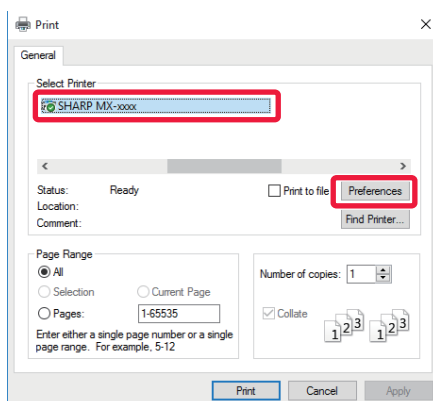 Print
General
Select Printer
SHARP MX-xxxx
Status: Ready
Print to file
Preferences
Location:
Comment:
Find Printer...
Page Range
All
Selection
Current Page
Pages:
1-65535
Enter either a single page number or a single
page range. For example, 5-12
Number of copies: 1
Collate
1 2 3
1 2 3
Print
Cancel
Apply